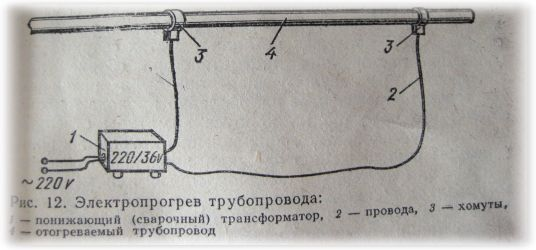 3
4
3
2
1
220/36v
~220v
Рис. 12. Электропрогрев трубопровода:
1 — понижающий (сварочный) трансформатор, 2 — провода, 3 — хомуты,
4 — отогреваемый трубопровод